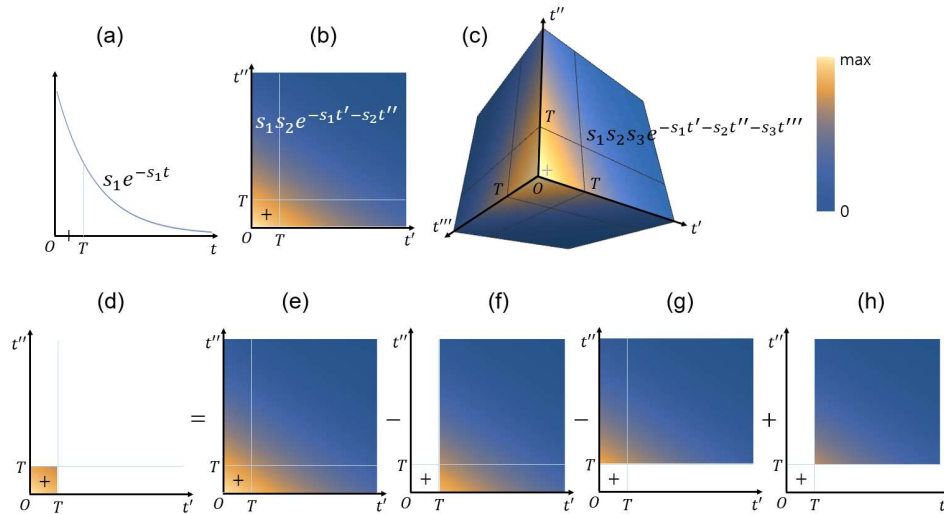 (a)
(b)
(c)
t''
max
t''
s₁s₂e^{−s₁t'−s₂t''}
T
s₁s₂s₃e^{−s₁t'−s₂t''−s₃t'''}
s₁e^{−s₁t}
T
+
+
T
O
T
0
+
O
T
t
O
T
t'
t'''
t'
(d)
(e)
(f)
(g)
(h)
t''
t''
t''
t''
t''
=
−
−
+
T
+
T
+
T
+
T
+
T
+
O
T
t'
O
T
t'
O
T
t'
O
T
t'
O
T
t